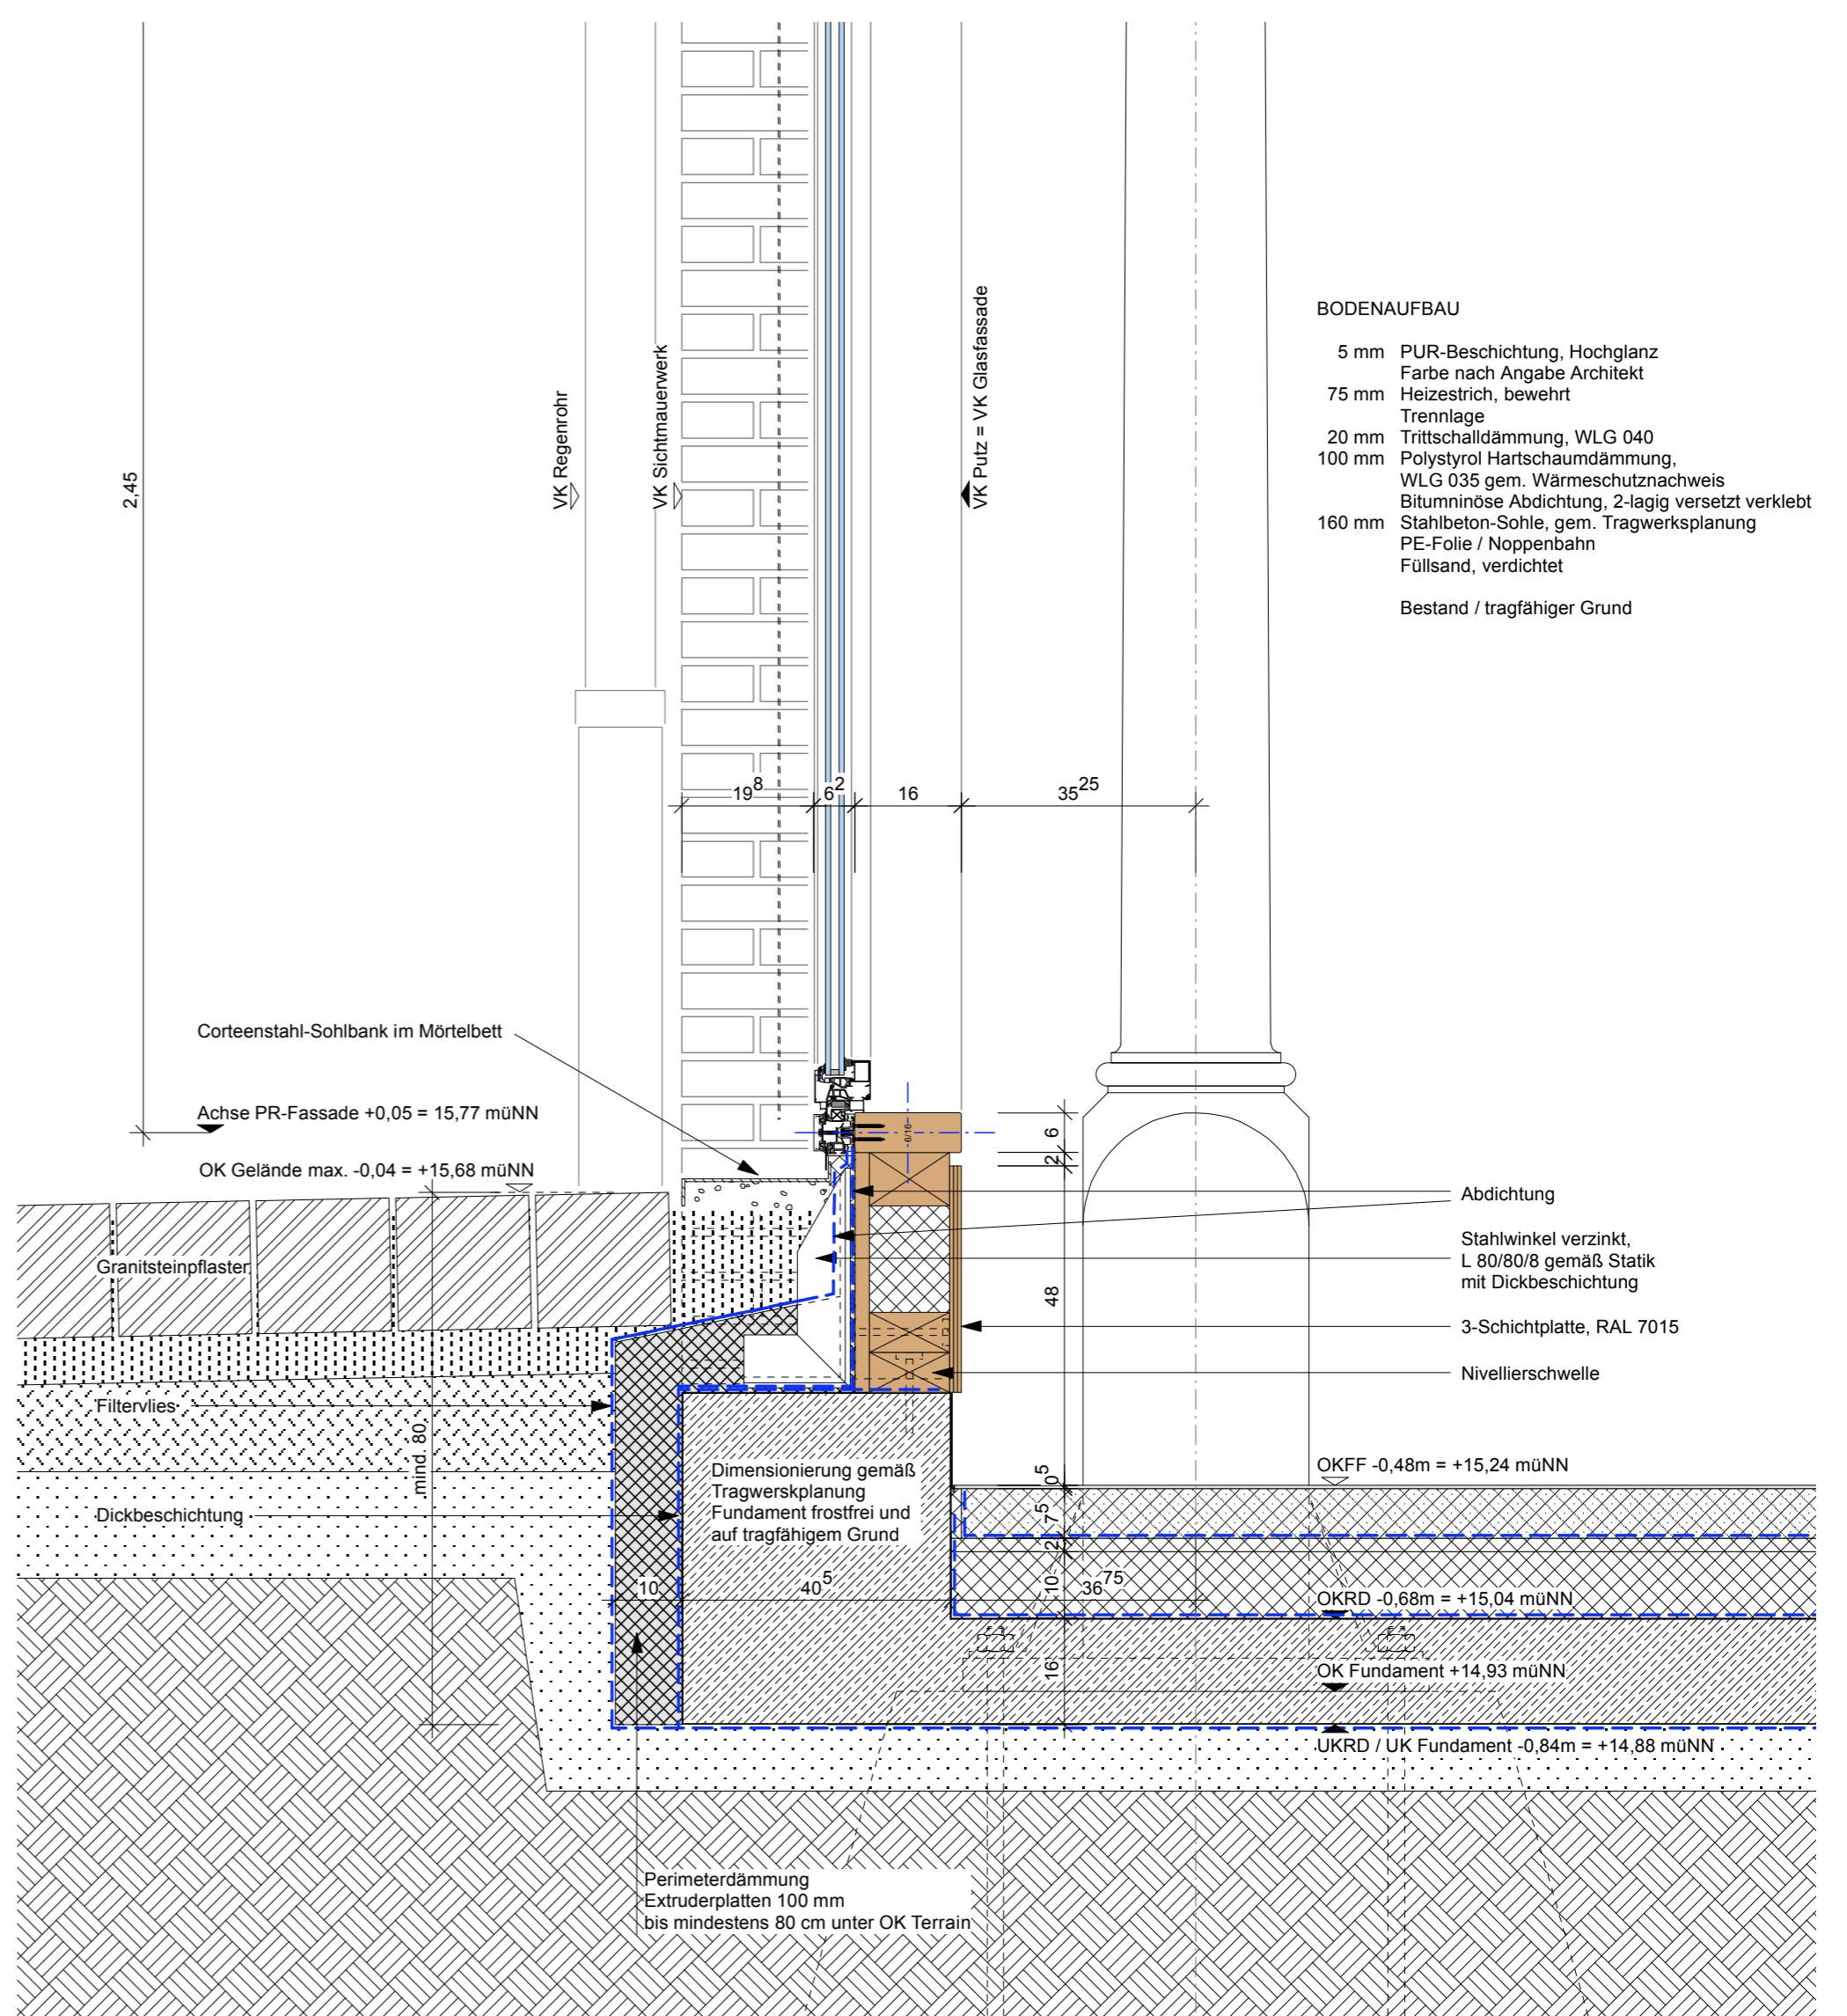 BODENAUFBAU
5 mm PUR-Beschichtung, Hochglanz
Farbe nach Angabe Architekt
75 mm Heizestrich, bewehrt
Trennlage
20 mm Trittschalldämmung, WLG 040
100 mm Polystyrol Hartschaumdämmung,
WLG 035 gem. Wärmeschutznachweis
Bitumninöse Abdichtung, 2-lagig versetzt verklebt
160 mm Stahlbeton-Sohle, gem. Tragwerksplanung
PE-Folie / Noppenbahn
Füllsand, verdichtet
Bestand / tragfähiger Grund
2,45
VK Regenrohr
VK Sichtmauerwerk
VK Putz = VK Glasfassade
19⁸
6²
16
35²⁵
Corteenstahl-Sohlbank im Mörtelbett
Achse PR-Fassade +0,05 = 15,77 müNN
OK Gelände max. -0,04 = +15,68 müNN
6/16
6
2
48
Abdichtung
Stahlwinkel verzinkt,
L 80/80/8 gemäß Statik
mit Dickbeschichtung
3-Schichtplatte, RAL 7015
Nivellierschwelle
Granitsteinpflaster
Filtervlies
mind. 80
Dickbeschichtung
Dimensionierung gemäß
Tragwerskplanung
Fundament frostfrei und
auf tragfähigem Grund
OKFF -0,48m = +15,24 müNN
0⁵
7⁵
2
10
16
10
40⁵
36⁷⁵
OKRD -0,68m = +15,04 müNN
OK Fundament +14,93 müNN
UKRD / UK Fundament -0,84m = +14,88 müNN
Perimeterdämmung
Extruderplatten 100 mm
bis mindestens 80 cm unter OK Terrain